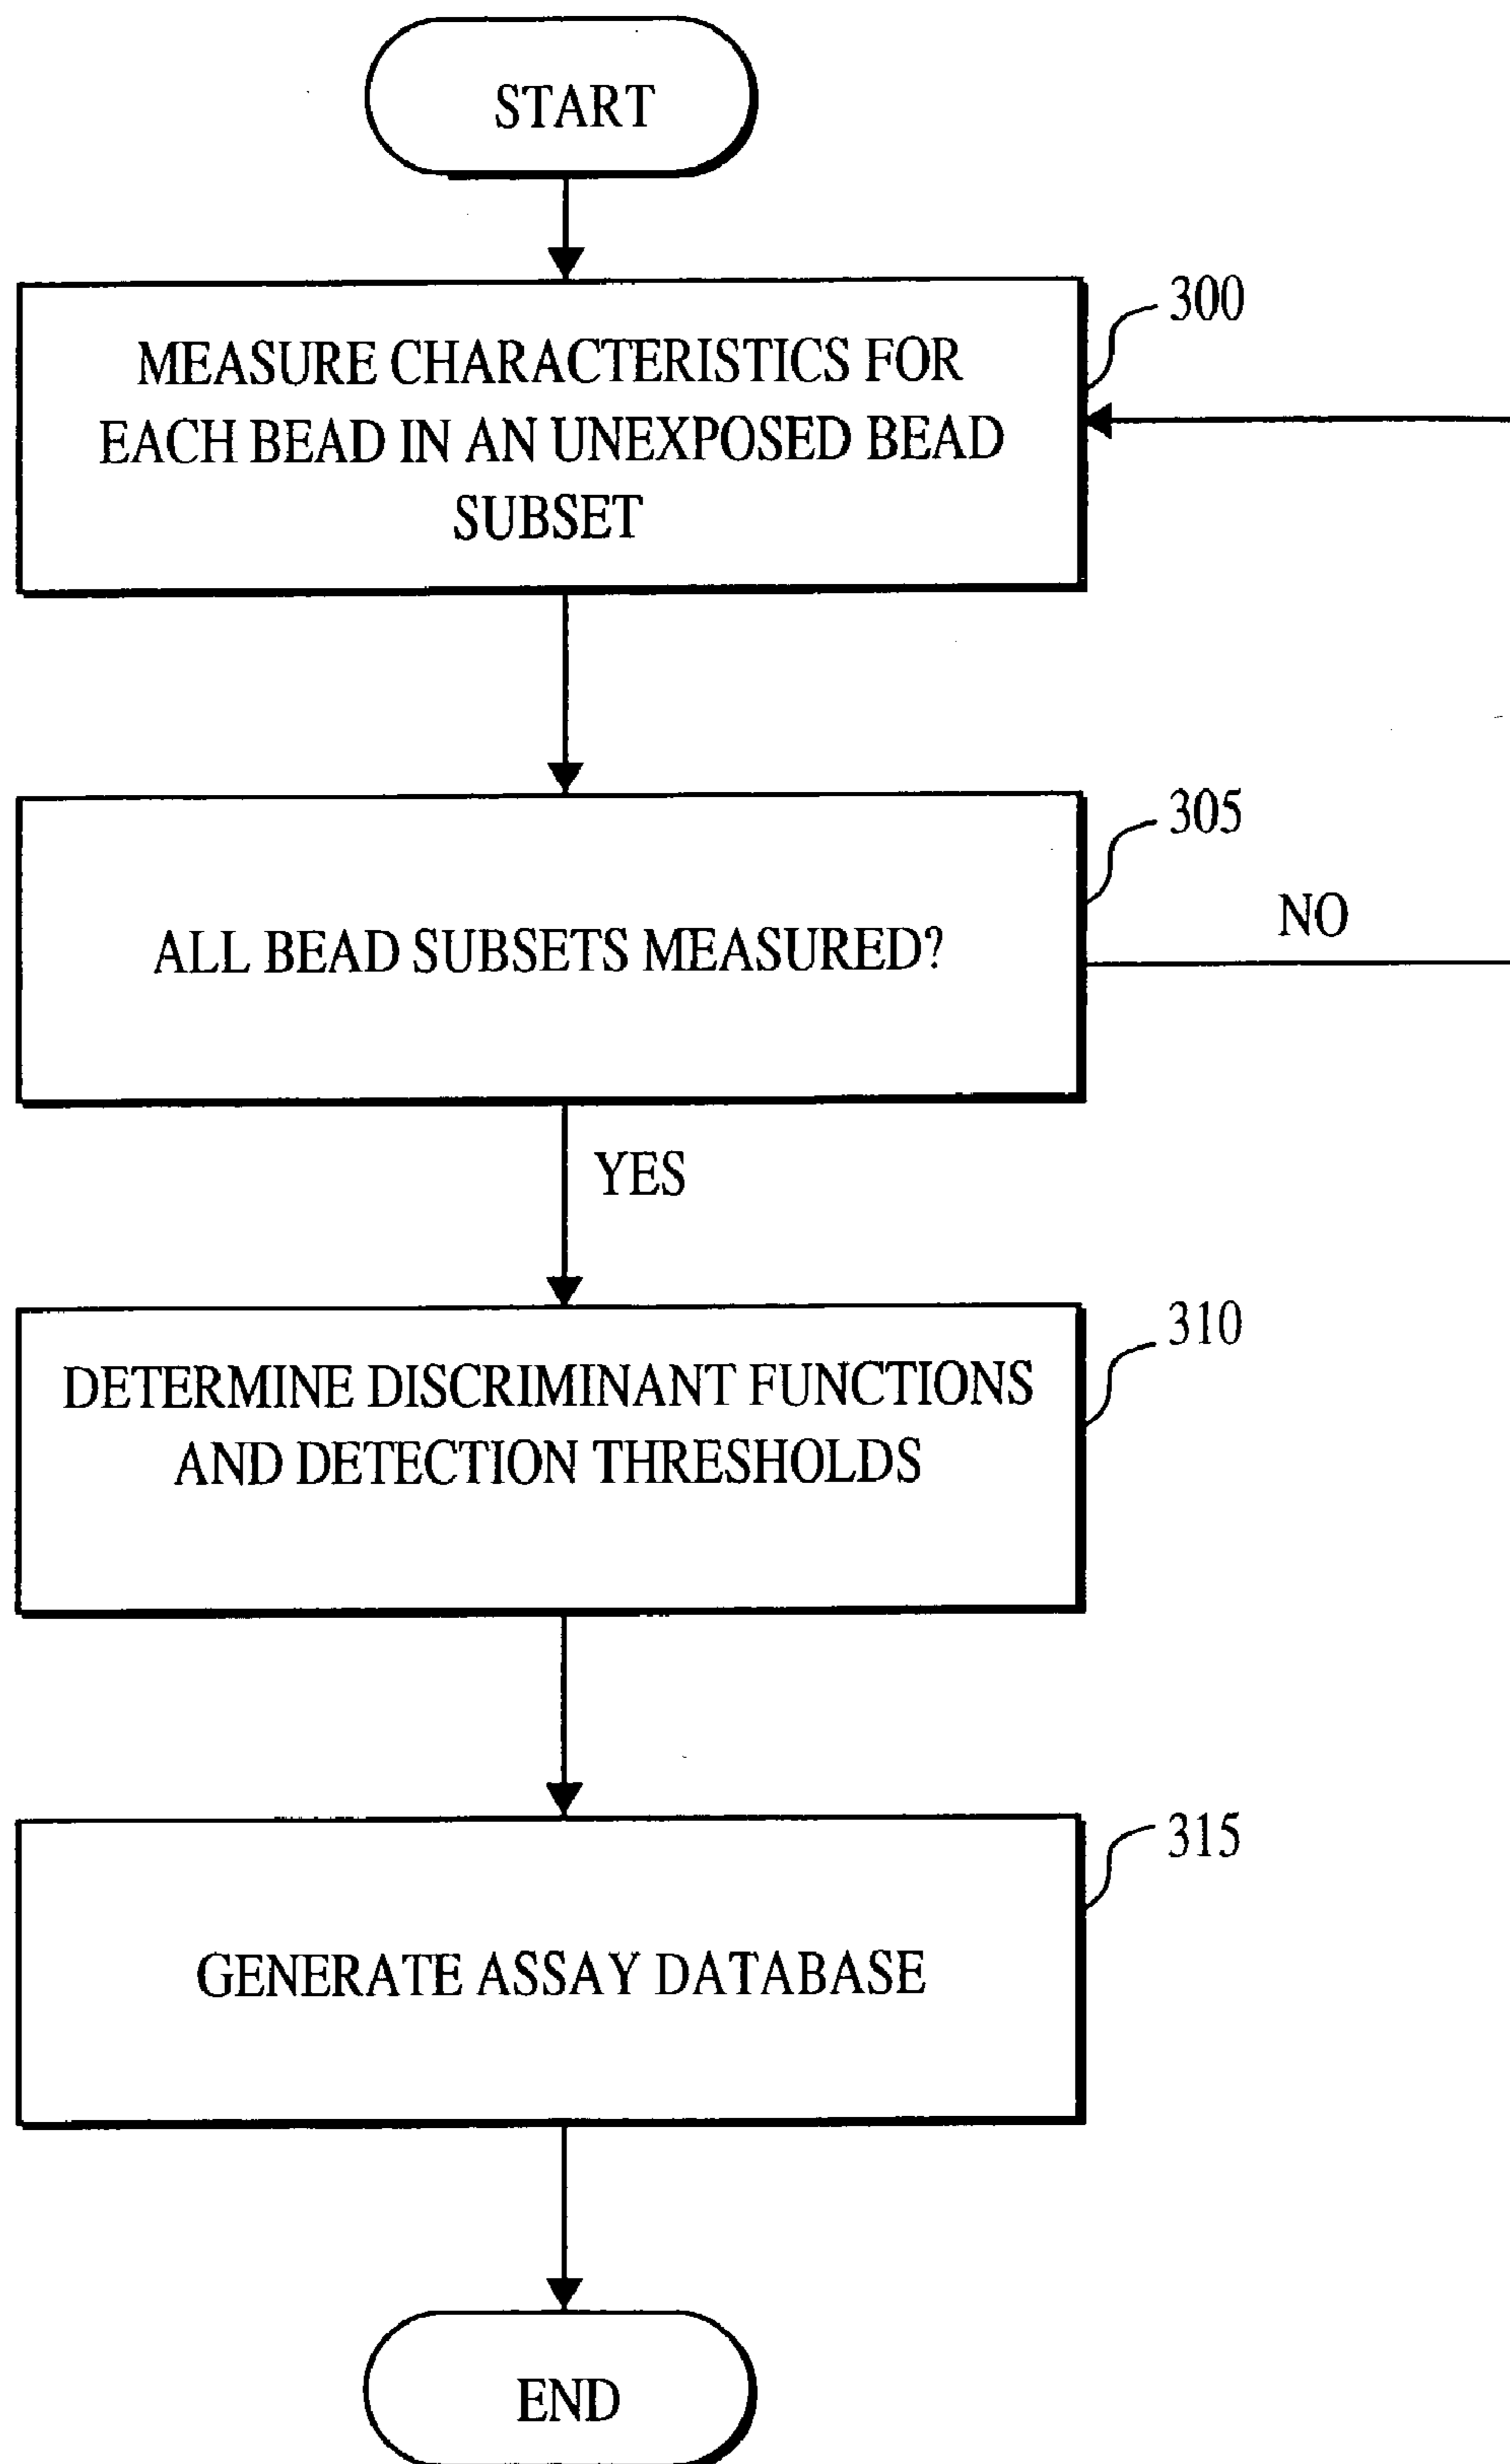 START
MEASURE CHARACTERISTICS FOR
EACH BEAD IN AN UNEXPOSED BEAD
SUBSET
300
ALL BEAD SUBSETS MEASURED?
305
NO
YES
DETERMINE DISCRIMINANT FUNCTIONS
AND DETECTION THRESHOLDS
310
GENERATE ASSAY DATABASE
315
END